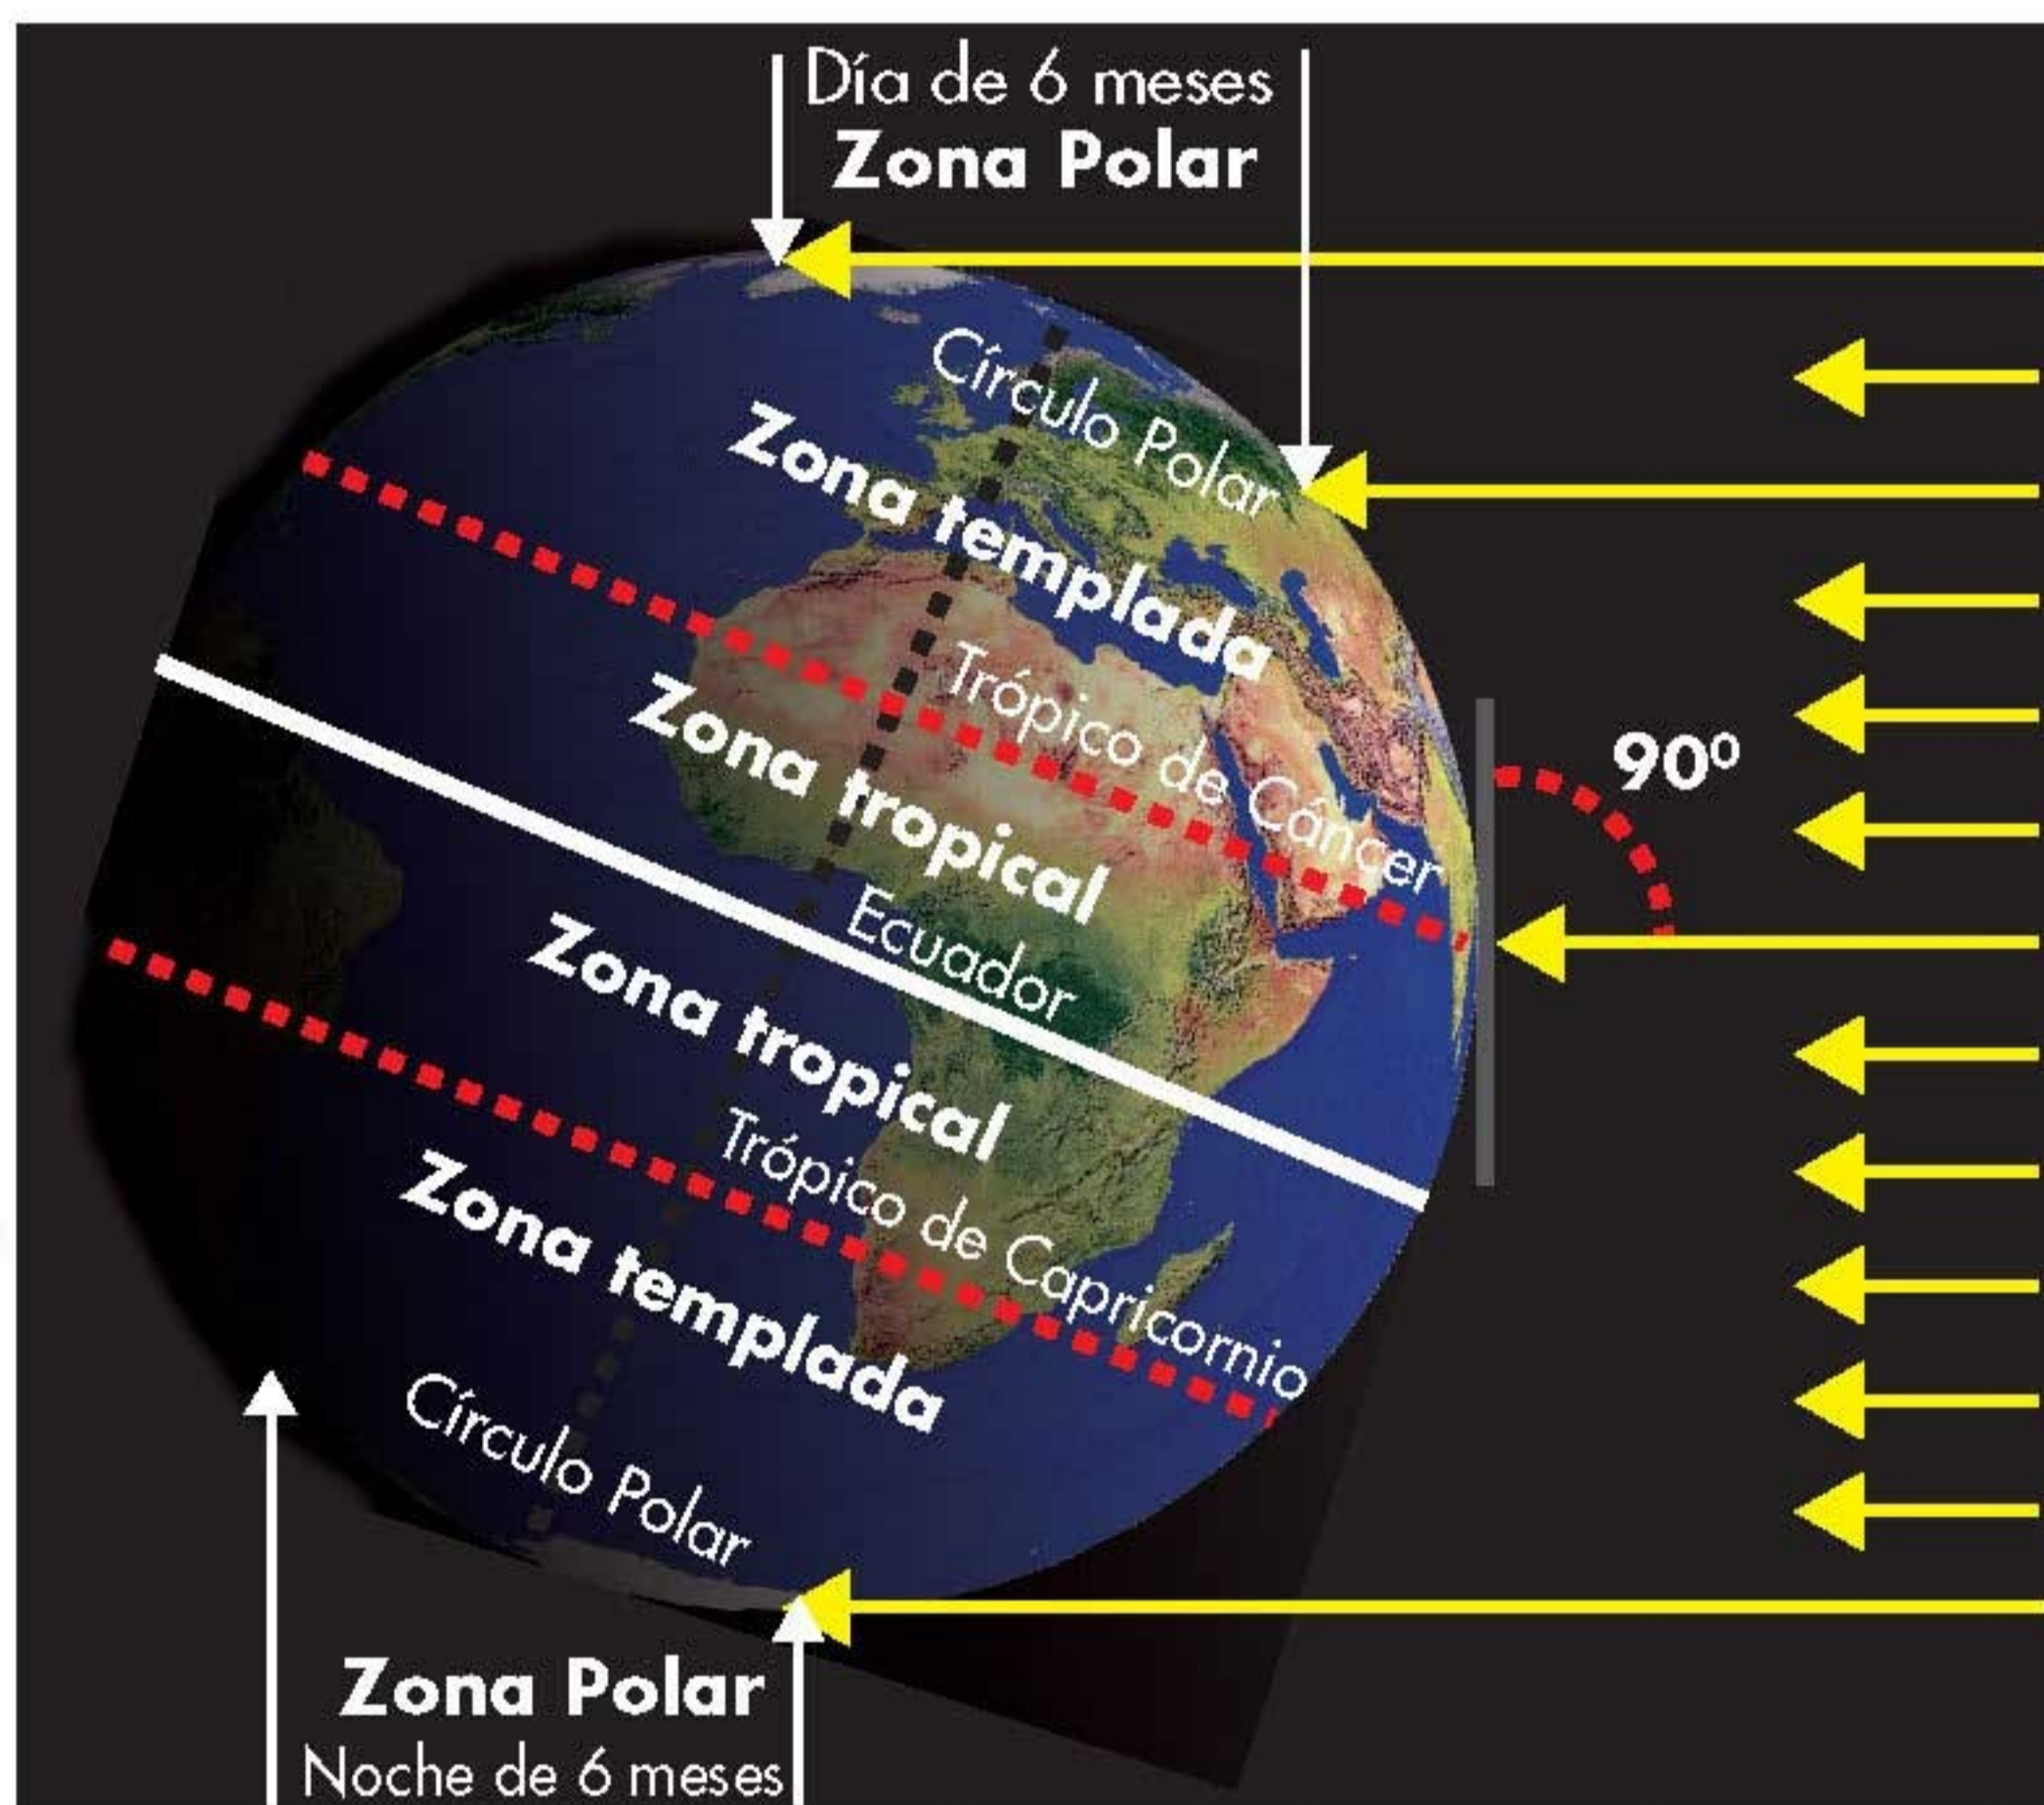 Día de 6 meses
Zona Polar
Círculo Polar
Zona templada
Trópico de Cáncer
90º
Zona tropical
Ecuador
Zona tropical
Trópico de Capricornio
Zona templada
Círculo Polar
Zona Polar
Noche de 6 meses